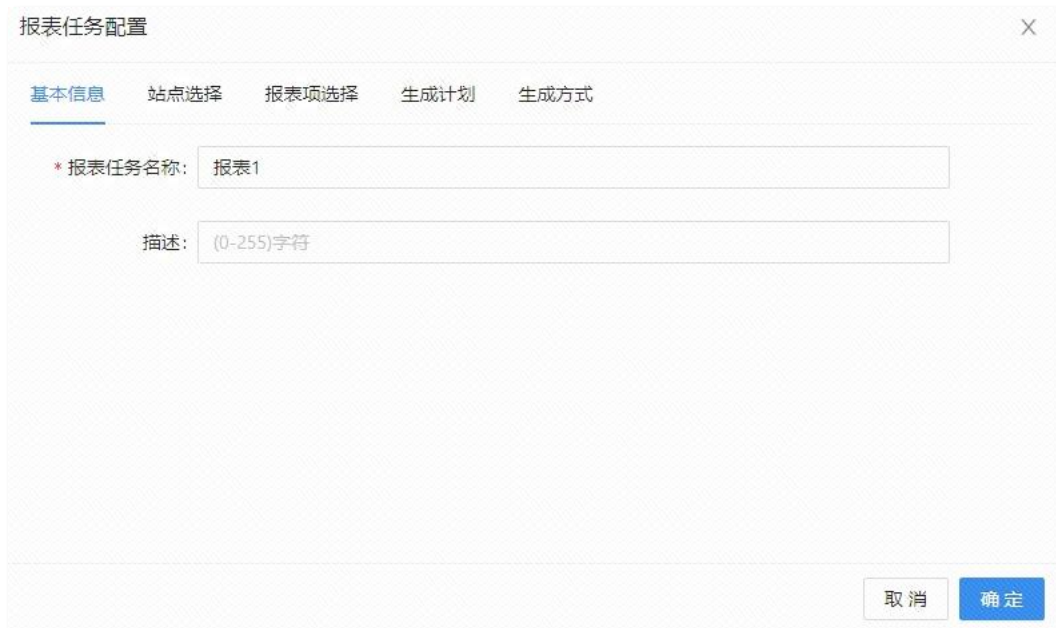 报表任务配置
基本信息 站点选择 报表项选择 生成计划 生成方式
* 报表任务名称: 报表1
描述: (0-255)字符
取 消 确 定